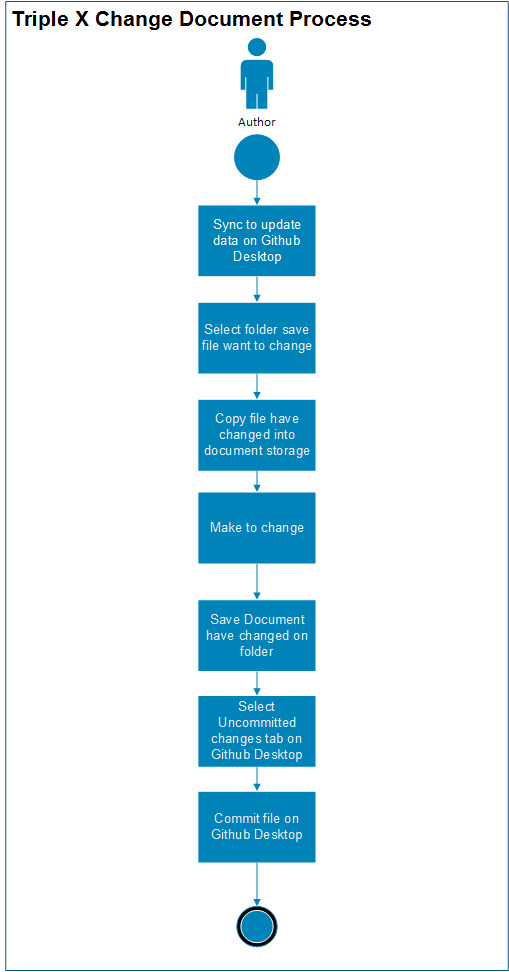 Triple X Change Document Process
Author
Sync to update
data on Github
Desktop
Select folder save
file want to change
Copy file have
changed into
document storage
Make to change
Save Document
have changed on
folder
Select
Uncommitted
changes tab on
Github Desktop
Commit file on
Github Desktop